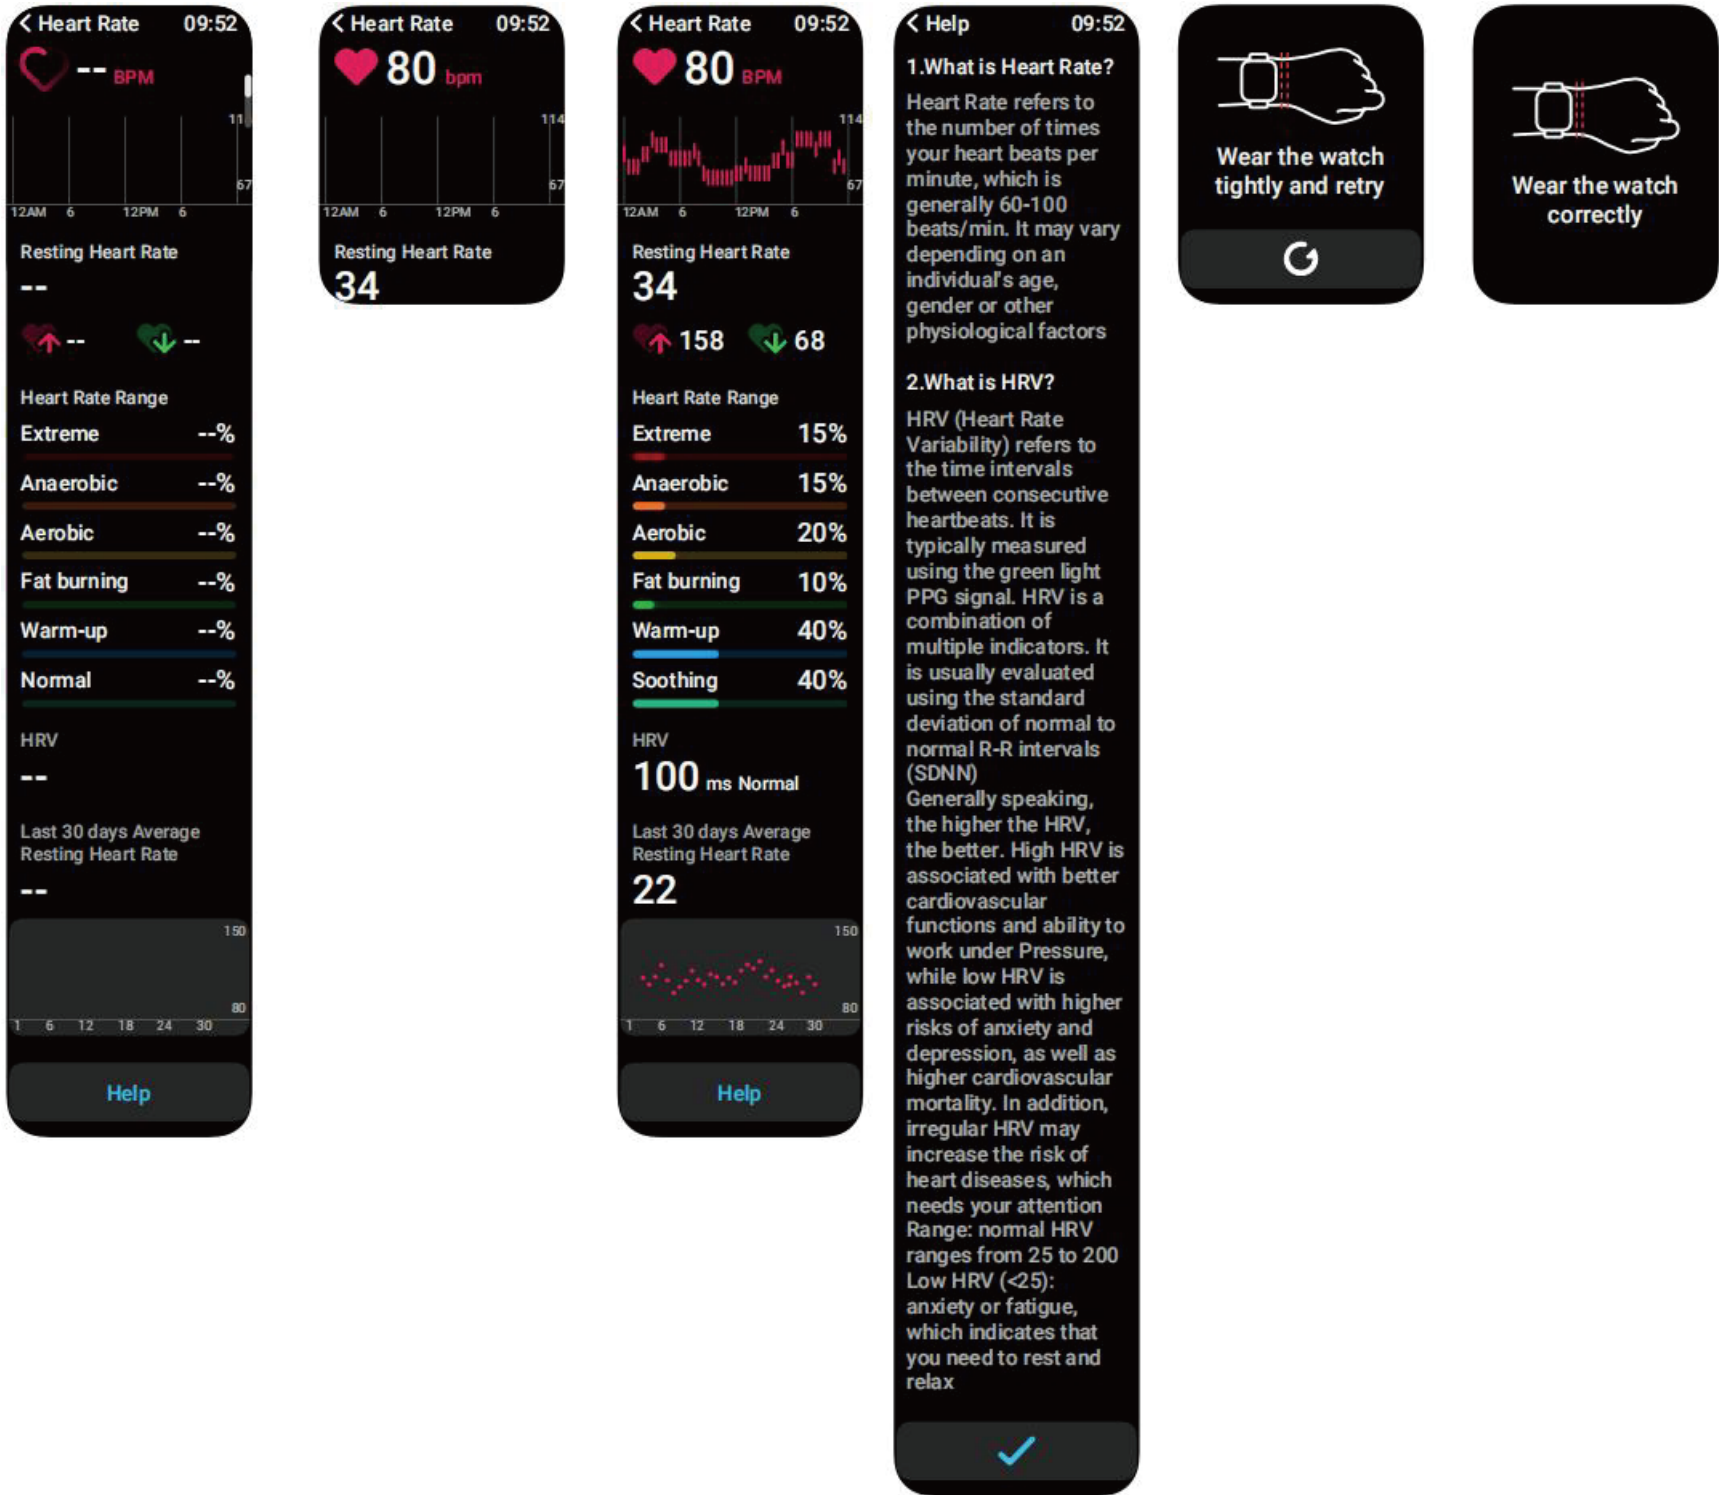 Heart Rate 09:52
-- BPM
11
67
12AM 6 12PM 6
Resting Heart Rate
--
-- --
Heart Rate Range
Extreme --%
Anaerobic --%
Aerobic --%
Fat burning --%
Warm-up --%
Normal --%
HRV
--
Last 30 days Average
Resting Heart Rate
--
150
80
1 6 12 18 24 30
Help
Heart Rate 09:52
80 bpm
114
67
12AM 6 12PM 6
Resting Heart Rate
34
Heart Rate 09:52
80 BPM
114
67
12AM 6 12PM 6
Resting Heart Rate
34
158 68
Heart Rate Range
Extreme 15%
Anaerobic 15%
Aerobic 20%
Fat burning 10%
Warm-up 40%
Soothing 40%
HRV
100 ms Normal
Last 30 days Average
Resting Heart Rate
22
150
80
1 6 12 18 24 30
Help
Help 09:52
1.What is Heart Rate?
Heart Rate refers to
the number of times
your heart beats per
minute, which is
generally 60-100
beats/min. It may vary
depending on an
individual's age,
gender or other
physiological factors
2.What is HRV?
HRV (Heart Rate
Variability) refers to
the time intervals
between consecutive
heartbeats. It is
typically measured
using the green light
PPG signal. HRV is a
combination of
multiple indicators. It
is usually evaluated
using the standard
deviation of normal to
normal R-R intervals
(SDNN)
Generally speaking,
the higher the HRV,
the better. High HRV is
associated with better
cardiovascular
functions and ability to
work under Pressure,
while low HRV is
associated with higher
risks of anxiety and
depression, as well as
higher cardiovascular
mortality. In addition,
irregular HRV may
increase the risk of
heart diseases, which
needs your attention
Range: normal HRV
ranges from 25 to 200
Low HRV (<25):
anxiety or fatigue,
which indicates that
you need to rest and
relax
Wear the watch
tightly and retry
Wear the watch
correctly